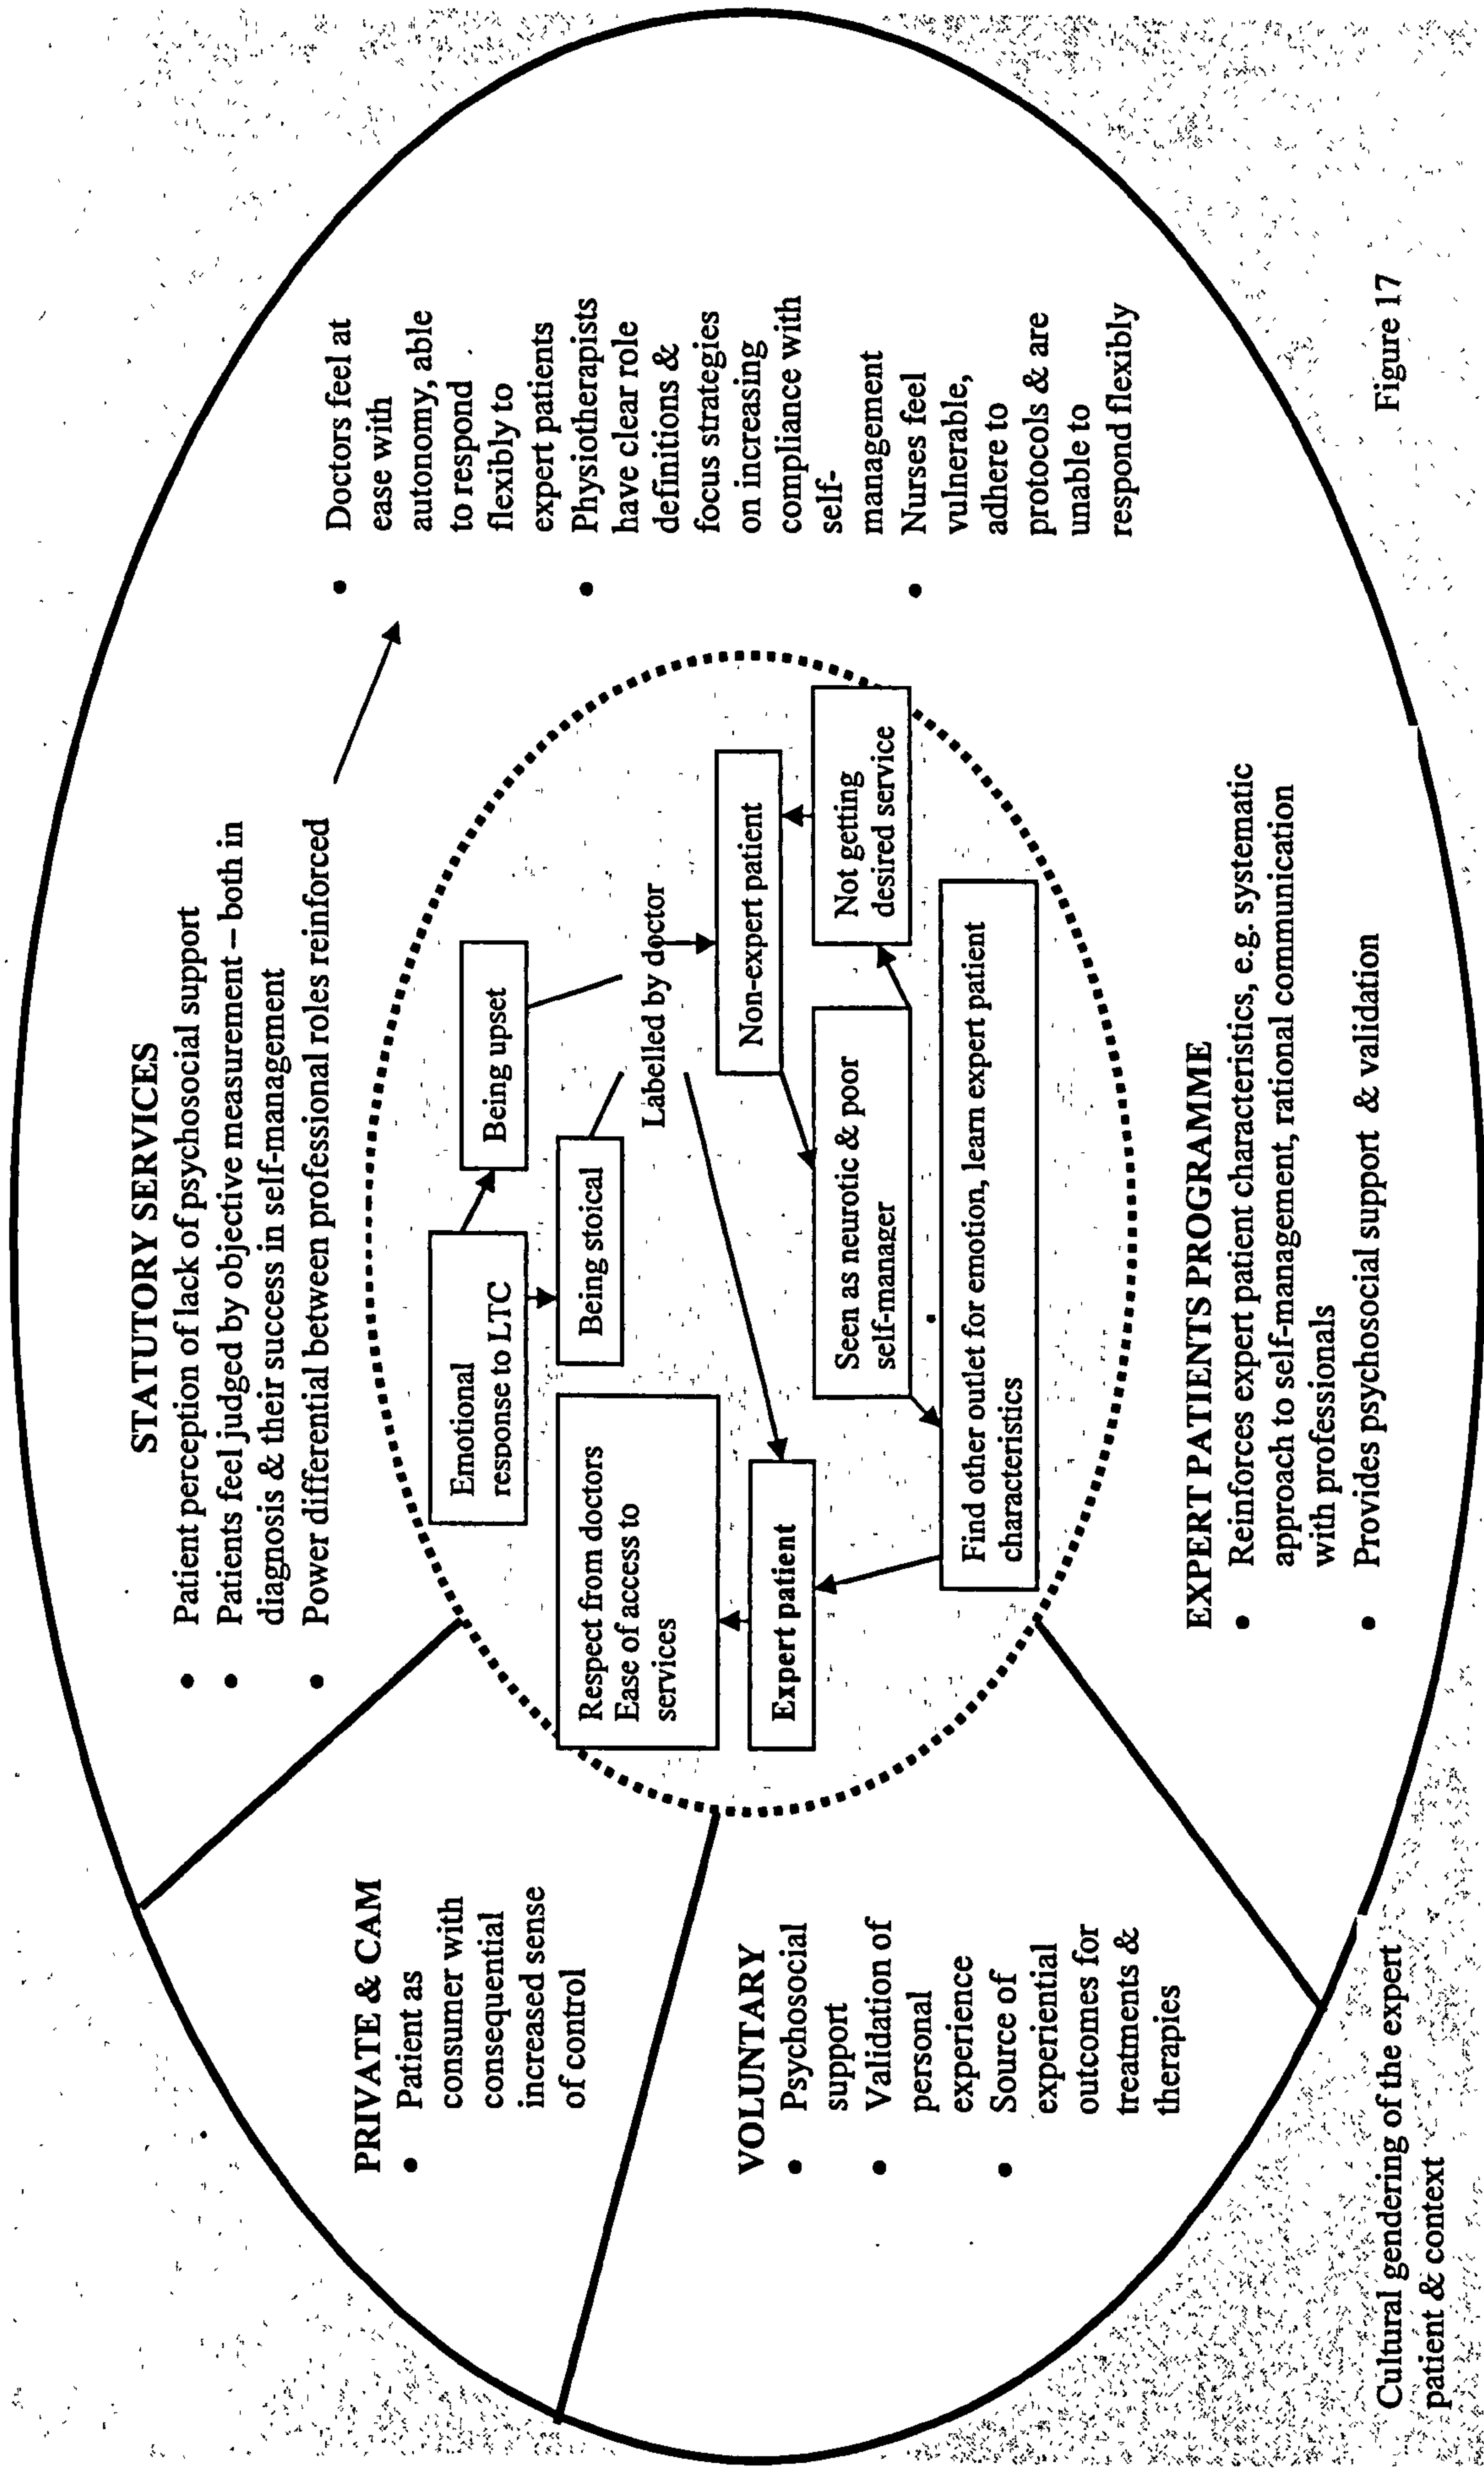 STATUTORY SERVICES
• Patient perception of lack of psychosocial support
• Patients feel judged by objective measurement – both in
diagnosis & their success in self-management
• Power differential between professional roles reinforced
• Doctors feel at
ease with
autonomy, able
to respond
flexibly to
expert patients
• Physiotherapists
have clear role
definitions &
focus strategies
on increasing
compliance with
self-
management
• Nurses feel
vulnerable,
adhere to
protocols & are
unable to
respond flexibly
PRIVATE & CAM
• Patient as
consumer with
consequential
increased sense
of control
VOLUNTARY
• Psychosocial
support
• Validation of
personal
experience
• Source of
experiential
outcomes for
treatments &
therapies
Emotional
response to LTC
Being upset
Being stoical
Labelled by doctor
Respect from doctors
Ease of access to
services
Expert patient
Non-expert patient
Seen as neurotic & poor
self-manager
Not getting
desired service
Find other outlet for emotion, learn expert patient
characteristics
EXPERT PATIENTS PROGRAMME
• Reinforces expert patient characteristics, e.g. systematic
approach to self-management, rational communication
with professionals
• Provides psychosocial support & validation
Cultural gendering of the expert
patient & context
Figure 17